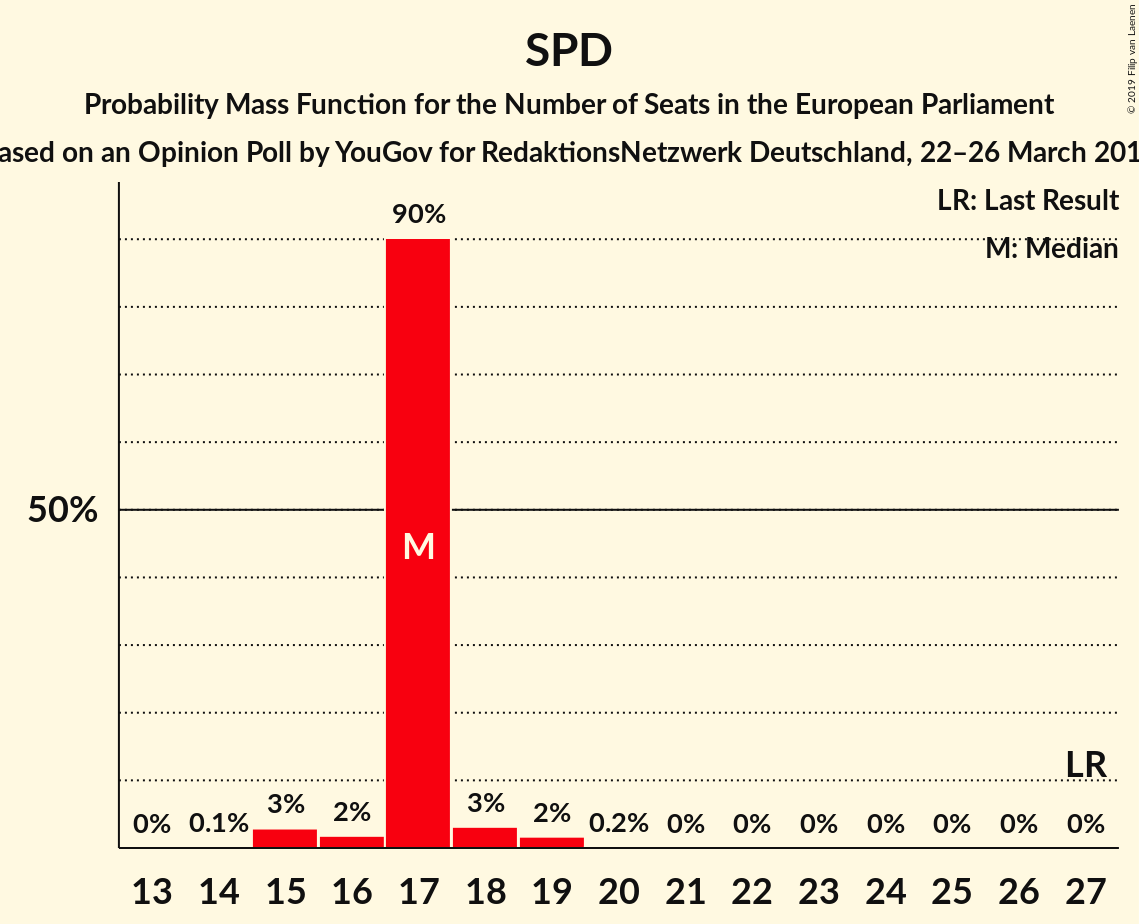 SPD
Probability Mass Function for the Number of Seats in the European Parliament
ased on an Opinion Poll by YouGov for RedaktionsNetzwerk Deutschland, 22–26 March 201
© 2019 Filip van Laenen
LR: Last Result
M: Median
90%
50%
M
LR
0% 0.1% 3% 2% 3% 2% 0.2% 0% 0% 0% 0% 0% 0% 0%
13 14 15 16 17 18 19 20 21 22 23 24 25 26 27